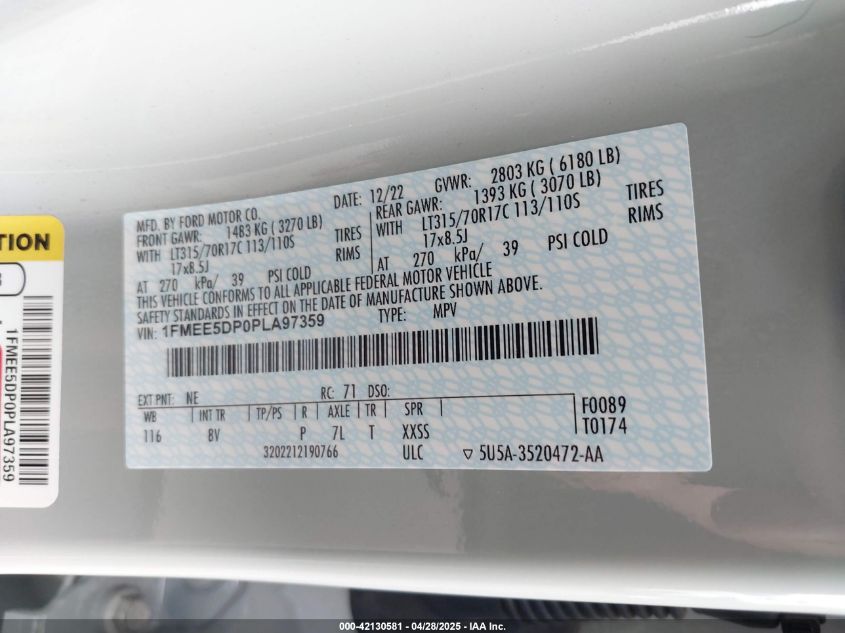 MFD. BY FORD MOTOR CO. DATE: 12/22 GVWR: 2803 KG ( 6180 LB)
FRONT GAWR: 1483 KG ( 3270 LB) REAR GAWR: 1393 KG ( 3070 LB)
WITH LT315/70R17C 113/110S TIRES WITH LT315/70R17C 113/110S TIRES
17x8.5J RIMS 17x8.5J RIMS
AT 270 kPa/ 39 PSI COLD AT 270 kPa/ 39 PSI COLD
THIS VEHICLE CONFORMS TO ALL APPLICABLE FEDERAL MOTOR VEHICLE
SAFETY STANDARDS IN EFFECT ON THE DATE OF MANUFACTURE SHOWN ABOVE.
VIN: 1FMEE5DP0PLA97359 TYPE: MPV
EXT PNT: NE RC: 71 DSO:
WB INT TR TP/PS R AXLE TR SPR F0089
116 BV P 7L T XXSS T0174
3202212190766 ULC ▽ 5U5A-3520472-AA
TION
1FMEE5DP0PLA97359
000-42130581 | 04/28/2025 - IAA Inc.